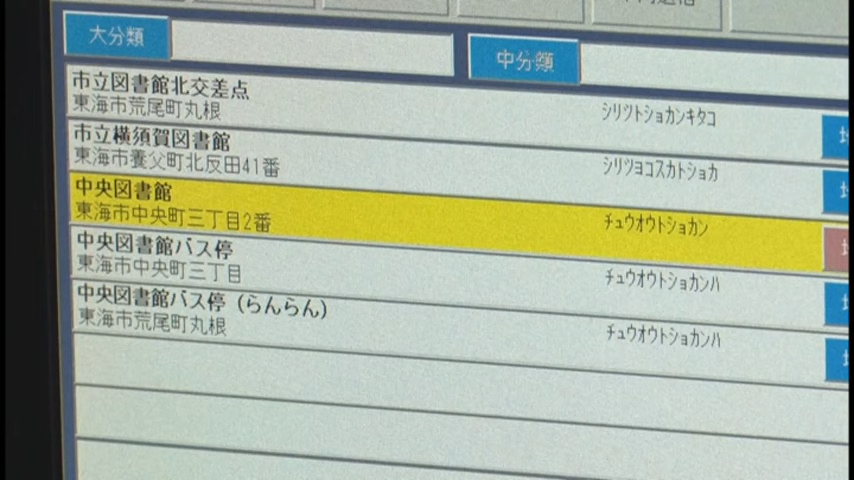 大分類
中分類
市立図書館北交差点
東海市荒尾町丸根
シリツトショカンキタコ
市立横須賀図書館
東海市養父町北反田41番
シリツヨコスカトショカ
中央図書館
東海市中央町三丁目2番
チュウオウトショカン
中央図書館バス停
東海市中央町三丁目
チュウオウトショカンバ
中央図書館バス停（らんらん）
東海市荒尾町丸根
チュウオウトショカンバ